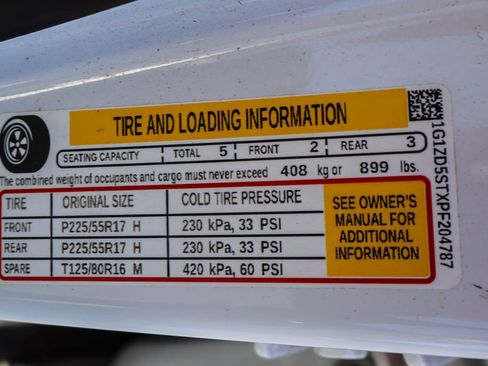 TIRE AND LOADING INFORMATION
SEATING CAPACITY TOTAL 5 FRONT 2 REAR 3
The combined weight of occupants and cargo must never exceed 408 kg or 899 lbs.
TIRE ORIGINAL SIZE COLD TIRE PRESSURE
FRONT P225/55R17 H 230 kPa, 33 PSI
REAR P225/55R17 H 230 kPa, 33 PSI
SPARE T125/80R16 M 420 kPa, 60 PSI
SEE OWNER'S
MANUAL FOR
ADDITIONAL
INFORMATION
1G1ZD5STXRF204787